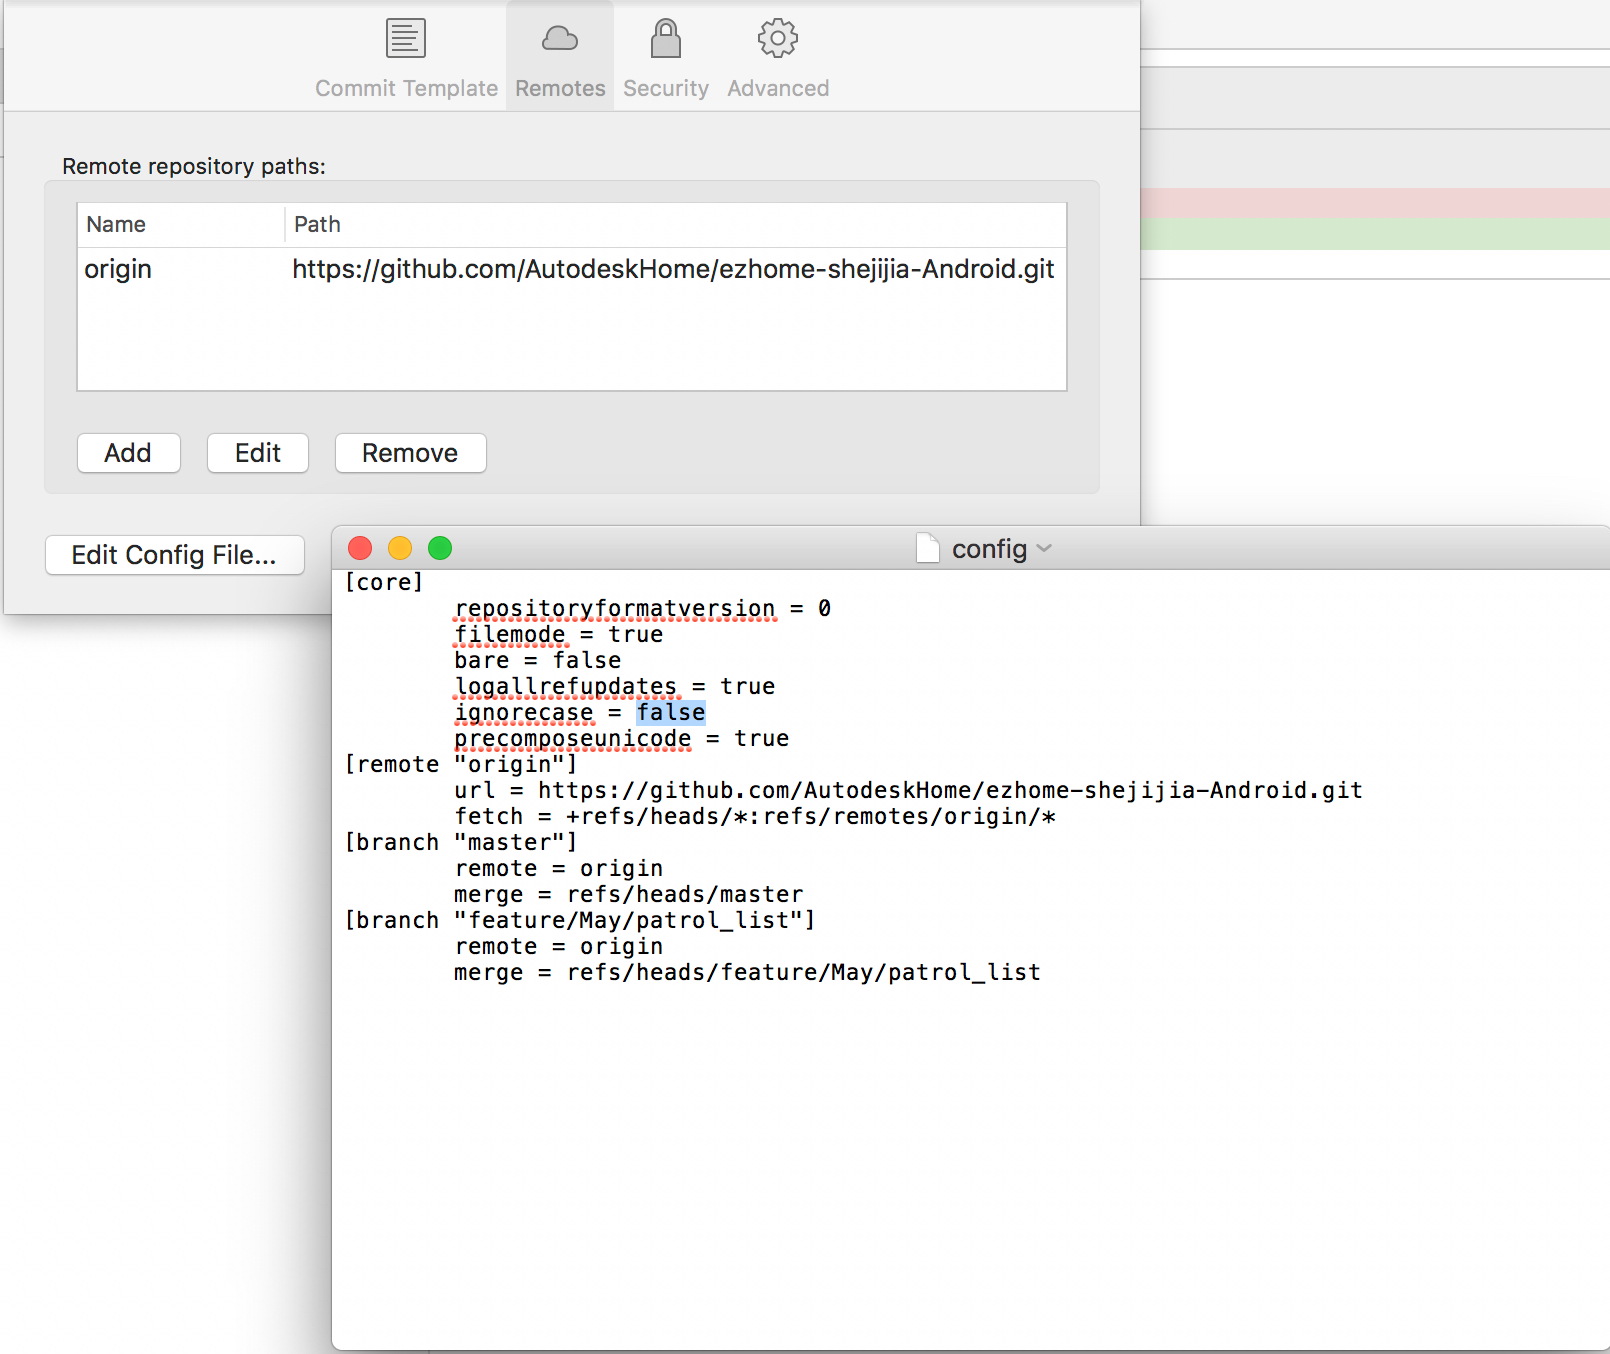 Commit Template Remotes Security Advanced
Remote repository paths:
Name Path
origin https://github.com/AutodeskHome/ezhome-shejijia-Android.git
Add Edit Remove
Edit Config File...
config
[core]
repositoryformatversion = 0
filemode = true
bare = false
logallrefupdates = true
ignorecase = false
precomposeunicode = true
[remote "origin"]
url = https://github.com/AutodeskHome/ezhome-shejijia-Android.git
fetch = +refs/heads/*:refs/remotes/origin/*
[branch "master"]
remote = origin
merge = refs/heads/master
[branch "feature/May/patrol_list"]
remote = origin
merge = refs/heads/feature/May/patrol_list